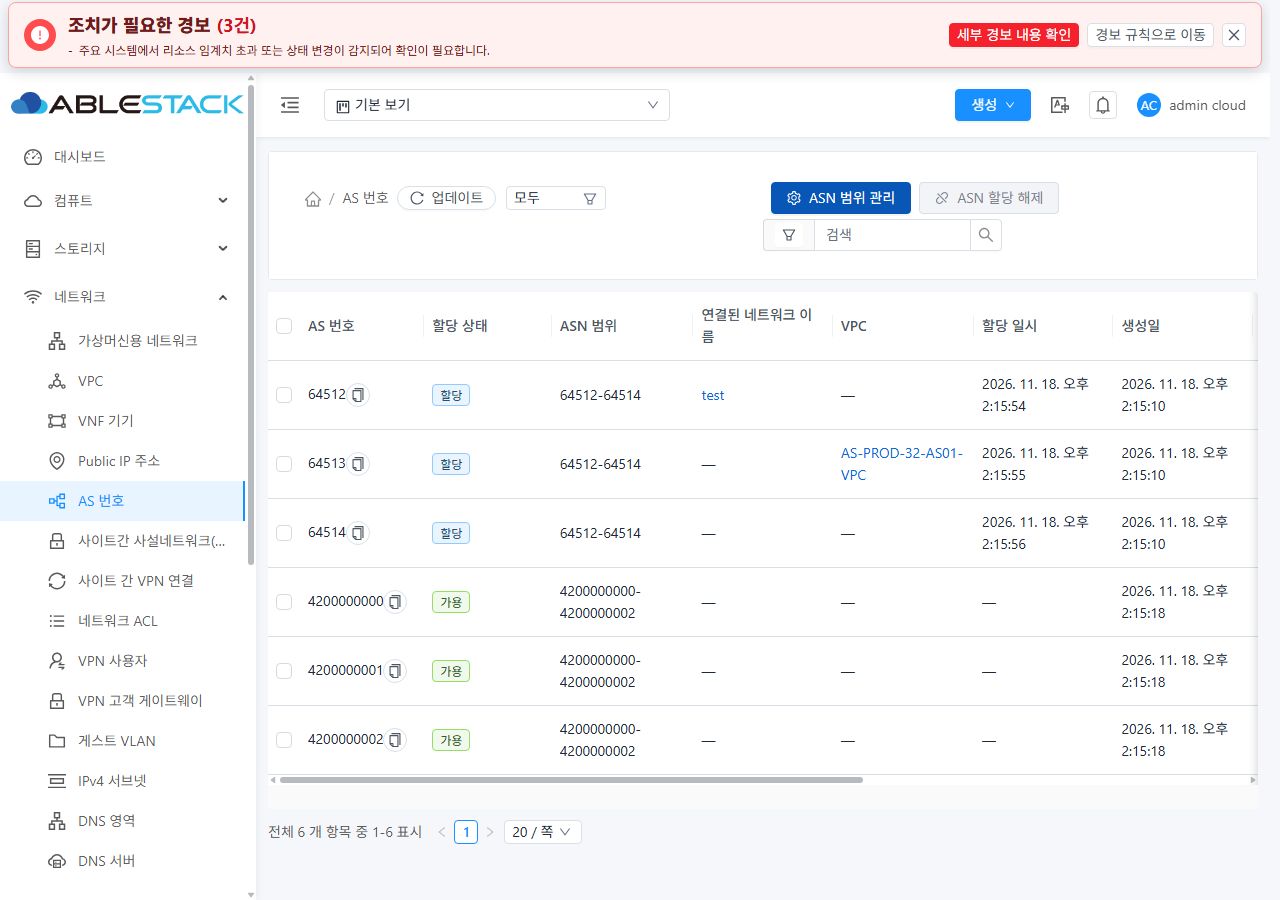 조치가 필요한 경보 (3건)
- 주요 시스템에서 리소스 임계치 초과 또는 상태 변경이 감지되어 확인이 필요합니다.
세부 경보 내용 확인
경보 규칙으로 이동
ABLESTACK
기본 보기
생성
AC admin cloud
대시보드
컴퓨트
스토리지
네트워크
가상머신용 네트워크
VPC
VNF 기기
Public IP 주소
AS 번호
사이트간 사설네트워크(...
사이트 간 VPN 연결
네트워크 ACL
VPN 사용자
VPN 고객 게이트웨이
게스트 VLAN
IPv4 서브넷
DNS 영역
DNS 서버
/ AS 번호
업데이트
모두
ASN 범위 관리
ASN 할당 해제
검색
AS 번호 할당 상태 ASN 범위 연결된 네트워크 이
름 VPC 할당 일시 생성일
64512 할당 64512-64514 test — 2026. 11. 18. 오후 2026. 11. 18. 오후
2:15:54 2:15:10
64513 할당 64512-64514 — AS-PROD-32-AS01- 2026. 11. 18. 오후 2026. 11. 18. 오후
VPC 2:15:55 2:15:10
64514 할당 64512-64514 — — 2026. 11. 18. 오후 2026. 11. 18. 오후
2:15:56 2:15:10
4200000000 가용 4200000000- — — — 2026. 11. 18. 오후
4200000002 2:15:18
4200000001 가용 4200000000- — — — 2026. 11. 18. 오후
4200000002 2:15:18
4200000002 가용 4200000000- — — — 2026. 11. 18. 오후
4200000002 2:15:18
전체 6 개 항목 중 1-6 표시 < 1 > 20 / 쪽